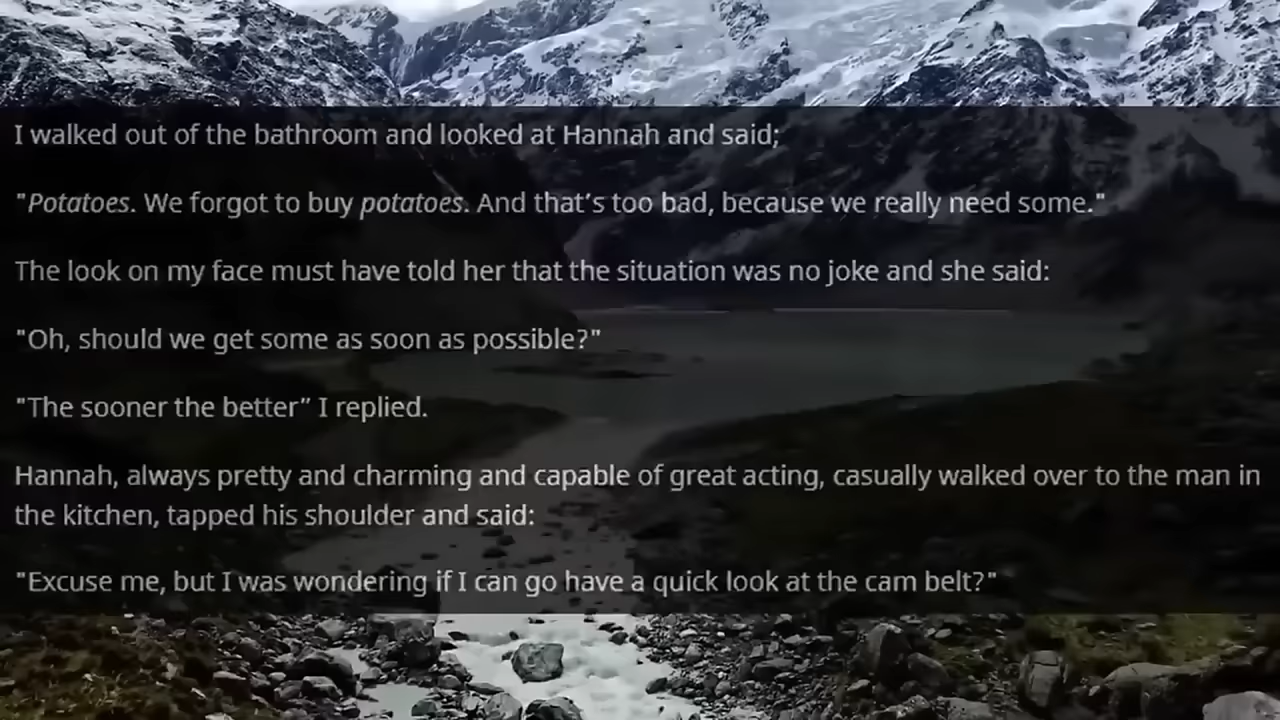 I walked out of the bathroom and looked at Hannah and said;
"Potatoes. We forgot to buy potatoes. And that’s too bad, because we really need some."
The look on my face must have told her that the situation was no joke and she said:
"Oh, should we get some as soon as possible?"
"The sooner the better” I replied.
Hannah, always pretty and charming and capable of great acting, casually walked over to the man in
the kitchen, tapped his shoulder and said:
"Excuse me, but I was wondering if I can go have a quick look at the cam belt?"